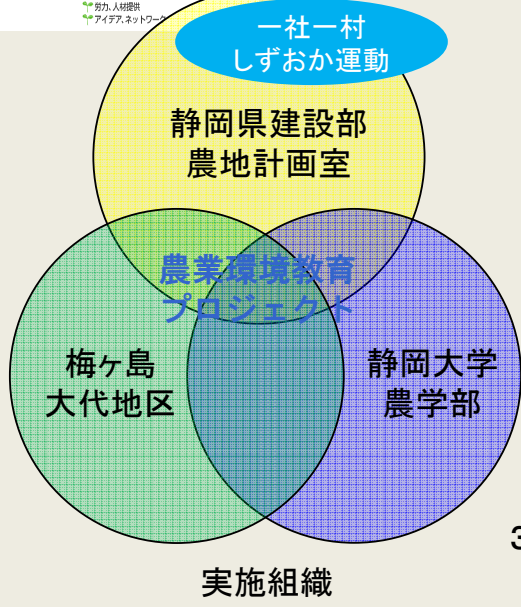 労力、人材提供
アイデア、ネットワーク
一社一村
しずおか運動
静岡県建設部
農地計画室
農業環境教育
プロジェクト
梅ヶ島
大代地区
静岡大学
農学部
3
実施組織